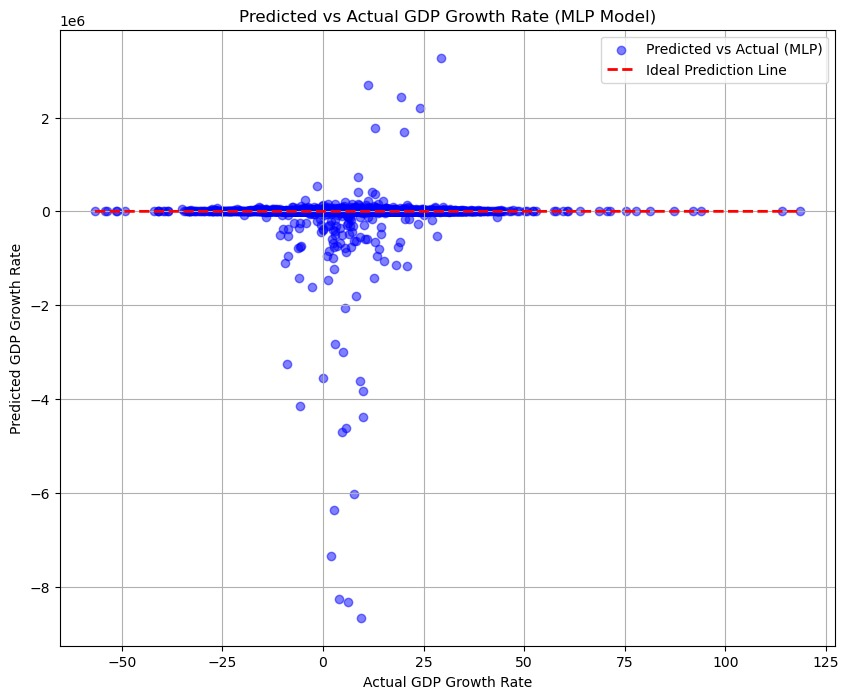 Predicted vs Actual GDP Growth Rate (MLP Model)
1e6
Predicted vs Actual (MLP)
Ideal Prediction Line
2
0
−2
−4
−6
−8
Predicted GDP Growth Rate
−50
−25
0
25
50
75
100
125
Actual GDP Growth Rate